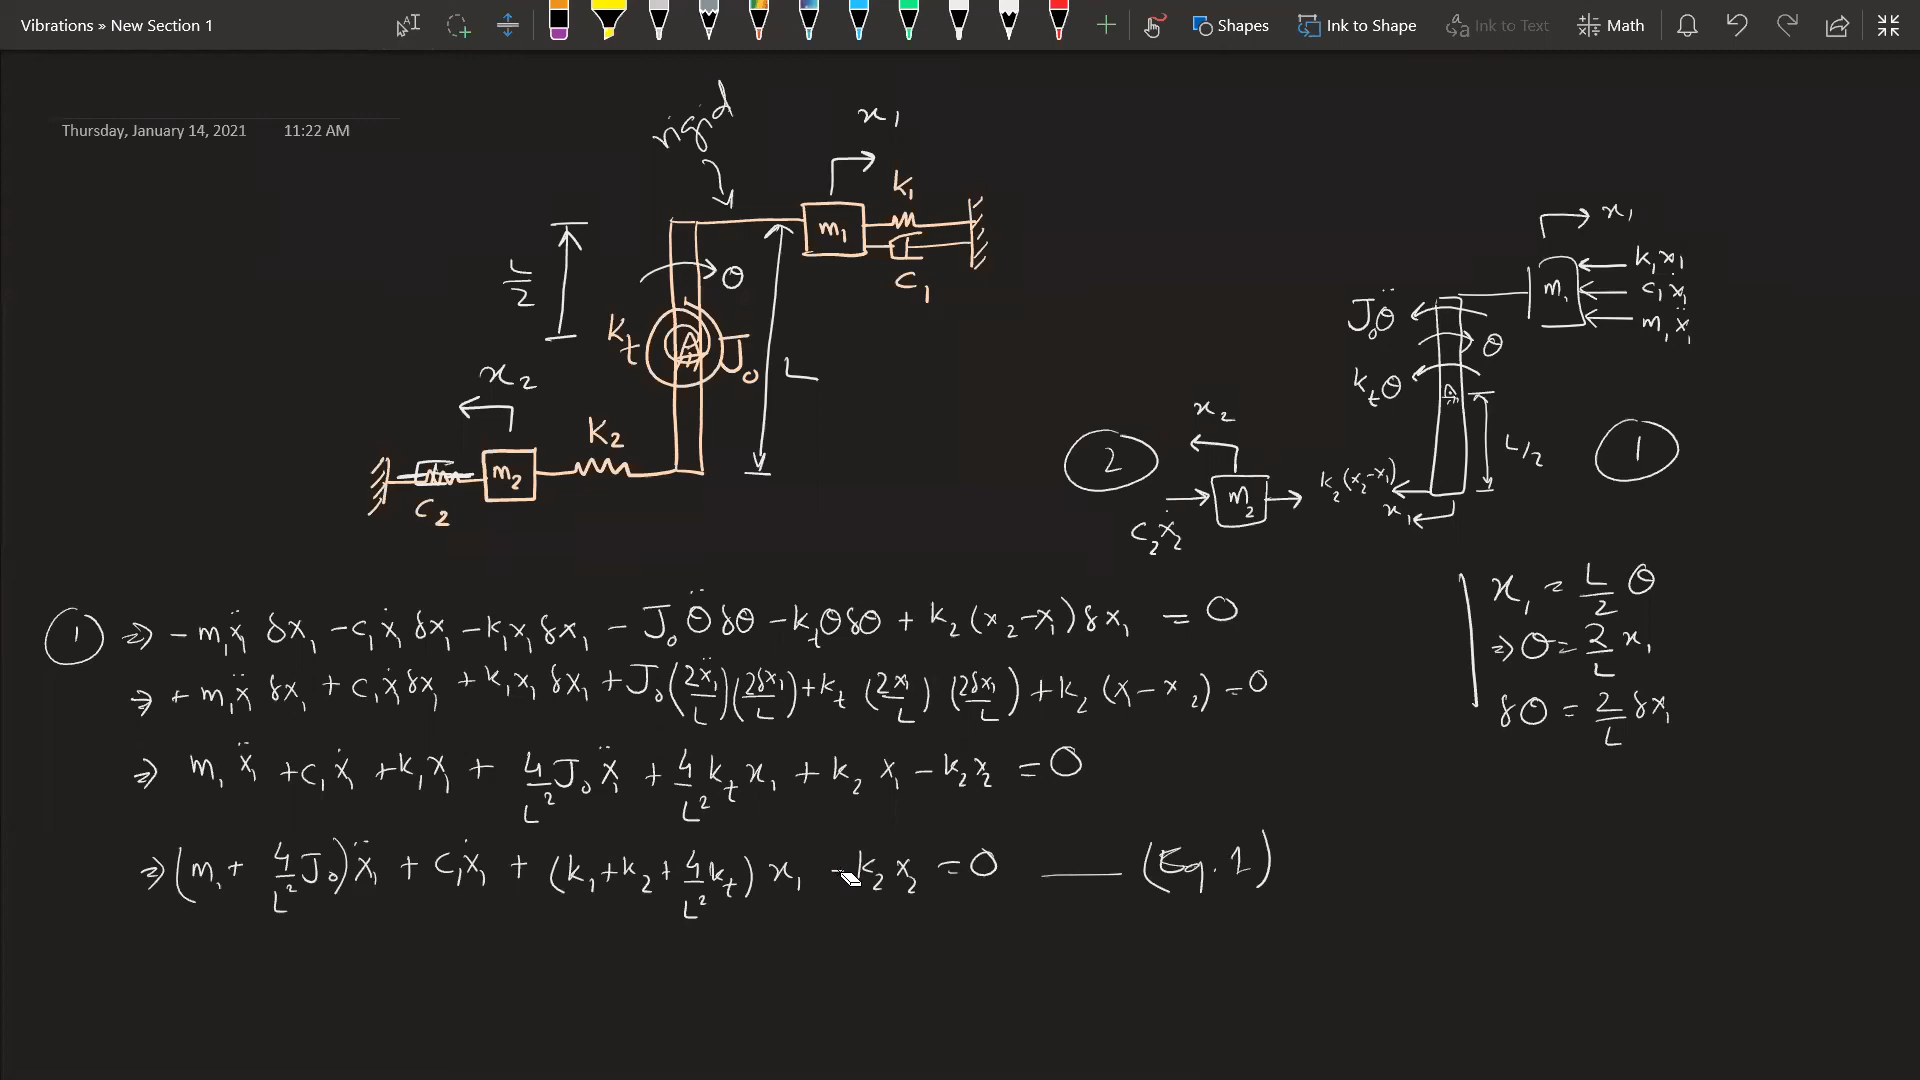 Vibrations » New Section 1
Shapes
Ink to Shape
Ink to Text
Math
Thursday, January 14, 2021 11:22 AM
rigid
x₁
k₁
m₁
C₁
L/2
θ
Kₜ
J₀
L
x₂
K₂
m₂
C₂
x₁
k₁x₁
c₁ẋ₁
m₁ẍ₁
m₁
J₀θ̈
θ
kₜθ
L/2
①
k₂(x₂-x₁)
x₁
②
x₂
m₂
C₂ẋ₂
① ⇒ -m₁ẍ₁ δx₁ -c₁ẋ₁ δx₁ -k₁x₁ δx₁ - J₀θ̈δθ -kₜθδθ + k₂(x₂-x₁)δx₁ = 0
⇒ +m₁ẍ₁ δx₁ + c₁ẋ₁δx₁ + k₁x₁ δx₁ + J₀(2ẍ₁/L)(2δx₁/L) + kₜ(2x₁/L)(2δx₁/L) + k₂(x₁-x₂) = 0
⇒ m₁ẍ₁ + c₁ẋ₁ + k₁x₁ + 4/L² J₀ẍ₁ + 4/L² kₜx₁ + k₂x₁ - k₂x₂ = 0
⇒ (m₁ + 4/L² J₀)ẍ₁ + c₁ẋ₁ + (k₁+k₂+ 4/L² kₜ) x₁ - k₂x₂ = 0 —— (Eq. 1)
x₁ = L/2 θ
⇒ θ = 2/L x₁
δθ = 2/L δx₁